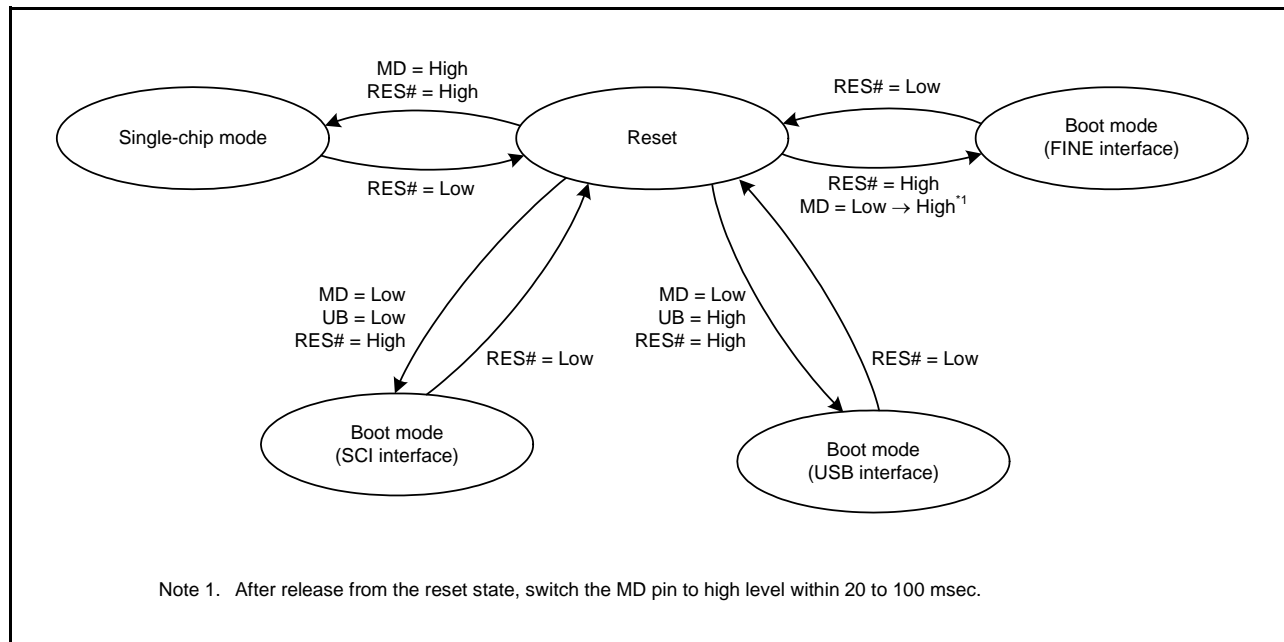 MD = High
RES# = High
RES# = Low
Single-chip mode
Reset
Boot mode
(FINE interface)
RES# = Low
RES# = High
MD = Low → High*1
MD = Low
UB = Low
RES# = High
RES# = Low
MD = Low
UB = High
RES# = High
RES# = Low
Boot mode
(SCI interface)
Boot mode
(USB interface)
Note 1. After release from the reset state, switch the MD pin to high level within 20 to 100 msec.